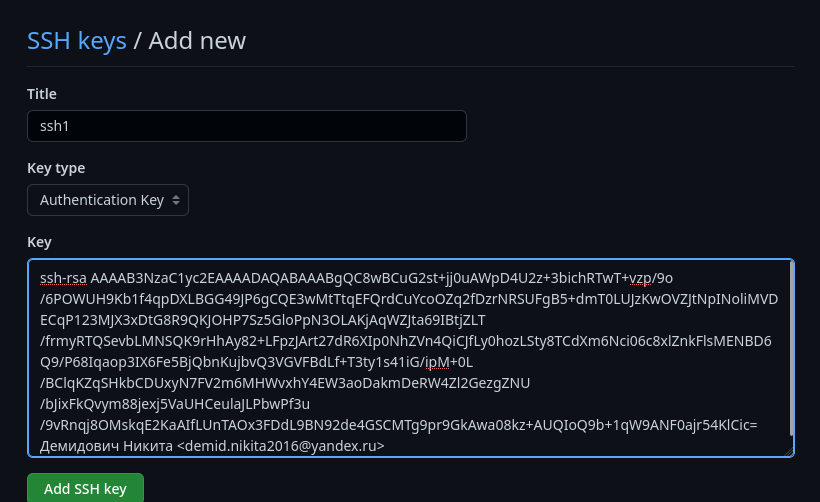 SSH keys / Add new
Title
ssh1
Key type
Authentication Key
Key
ssh-rsa AAAAB3NzaC1yc2EAAAADAQABAAABgQC8wBCuG2st+jj0uAWpD4U2z+3bichRTwT+vzp/9o
/6POWUH9Kb1f4qpDXLBGG49JP6gCQE3wMtTtqEFQrdCuYcoOZq2fDzrNRSUFgB5+dmT0LUJzKwOVZJtNpINoliMVD
ECqP123MJX3xDtG8R9QKJOHP7Sz5GloPpN3OLAKjAqWZJta69IBtjZLT
/frmyRTQSevbLMNSQK9rHhAy82+LFpzJArt27dR6XIp0NhZVn4QiCJfLy0hozLSty8TCdXm6Nci06c8xlZnkFlsMENBD6
Q9/P68Iqaop3IX6Fe5BjQbnKujbvQ3VGVFBdLf+T3ty1s41iG/ipM+0L
/BClqKZqSHkbCDUxyN7FV2m6MHWvxhY4EW3aoDakmDeRW4Zl2GezgZNU
/bJixFkQvym88jexj5VaUHCeulaJLPbwPf3u
/9vRnqj8OMskqE2KaAIfLUnTAOx3FDdL9BN92de4GSCMTg9pr9GkAwa08kz+AUQIoQ9b+1qW9ANF0ajr54KlCic=
Демидович Никита <demid.nikita2016@yandex.ru>
Add SSH key